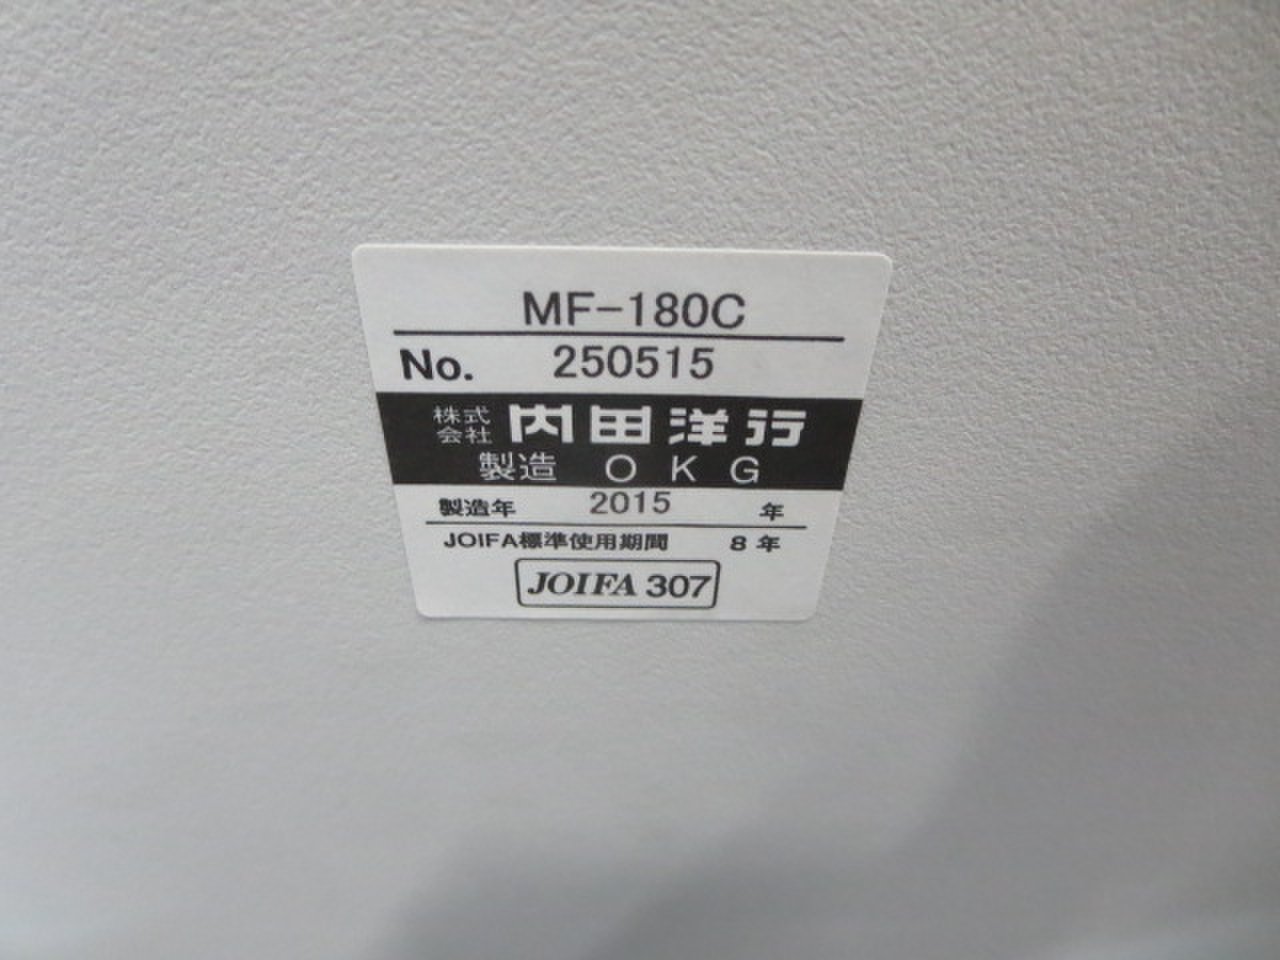 MF-180C
No. 250515
株式会社 内田洋行
製造 OKG
製造年 2015 年
JOIFA標準使用期間 8 年
JOIFA 307